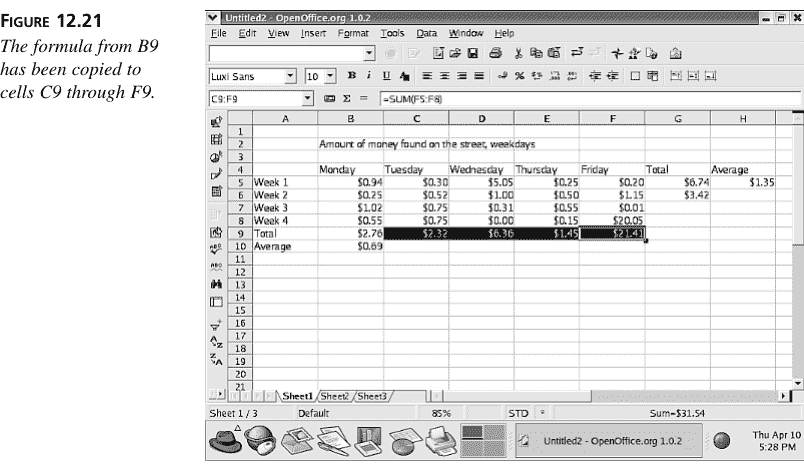 FIGURE 12.21
The formula from B9
has been copied to
cells C9 through F9.
Untitled2 - OpenOffice.org 1.0.2
File Edit View Insert Format Tools Data Window Help
Luxi Sans 10 B i U A
C9:F9 Σ = =SUM(F5:F8)
A B C D E F G H
1
2 Amount of money found on the street, weekdays
3
4 Monday Tuesday Wednesday Thursday Friday Total Average
5 Week 1 $0.94 $0.30 $5.05 $0.25 $0.20 $6.74 $1.35
6 Week 2 $0.25 $0.52 $1.00 $0.50 $1.15 $3.42
7 Week 3 $1.02 $0.75 $0.31 $0.55 $0.01
8 Week 4 $0.55 $0.75 $0.00 $0.15 $20.05
9 Total $2.76 $2.32 $6.36 $1.45 $21.41
10 Average $0.69
11
12
13
14
15
16
17
18
19
20
21
Sheet1 Sheet2 Sheet3
Sheet 1 / 3 Default 85% STD * Sum=$31.54
Untitled2 - OpenOffice.org 1.0.2
Thu Apr 10
5:28 PM